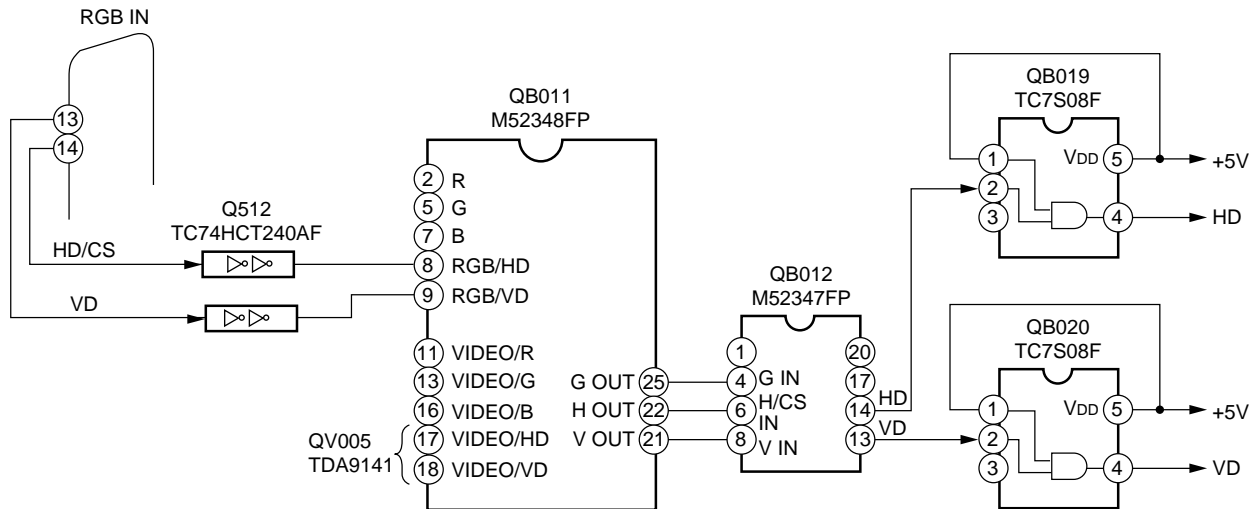 RGB IN
13
14
HD/CS
VD
Q512
TC74HCT240AF
QB011
M52348FP
2 R
5 G
7 B
8 RGB/HD
9 RGB/VD
11 VIDEO/R
13 VIDEO/G
16 VIDEO/B
17 VIDEO/HD
18 VIDEO/VD
QV005
TDA9141
G OUT 25
H OUT 22
V OUT 21
QB012
M52347FP
1
4 G IN
6 H/CS
IN
8 V IN
20
17
14 HD
13 VD
QB019
TC7S08F
1
2
3
VDD 5
4
+5V
HD
QB020
TC7S08F
1
2
3
VDD 5
4
+5V
VD